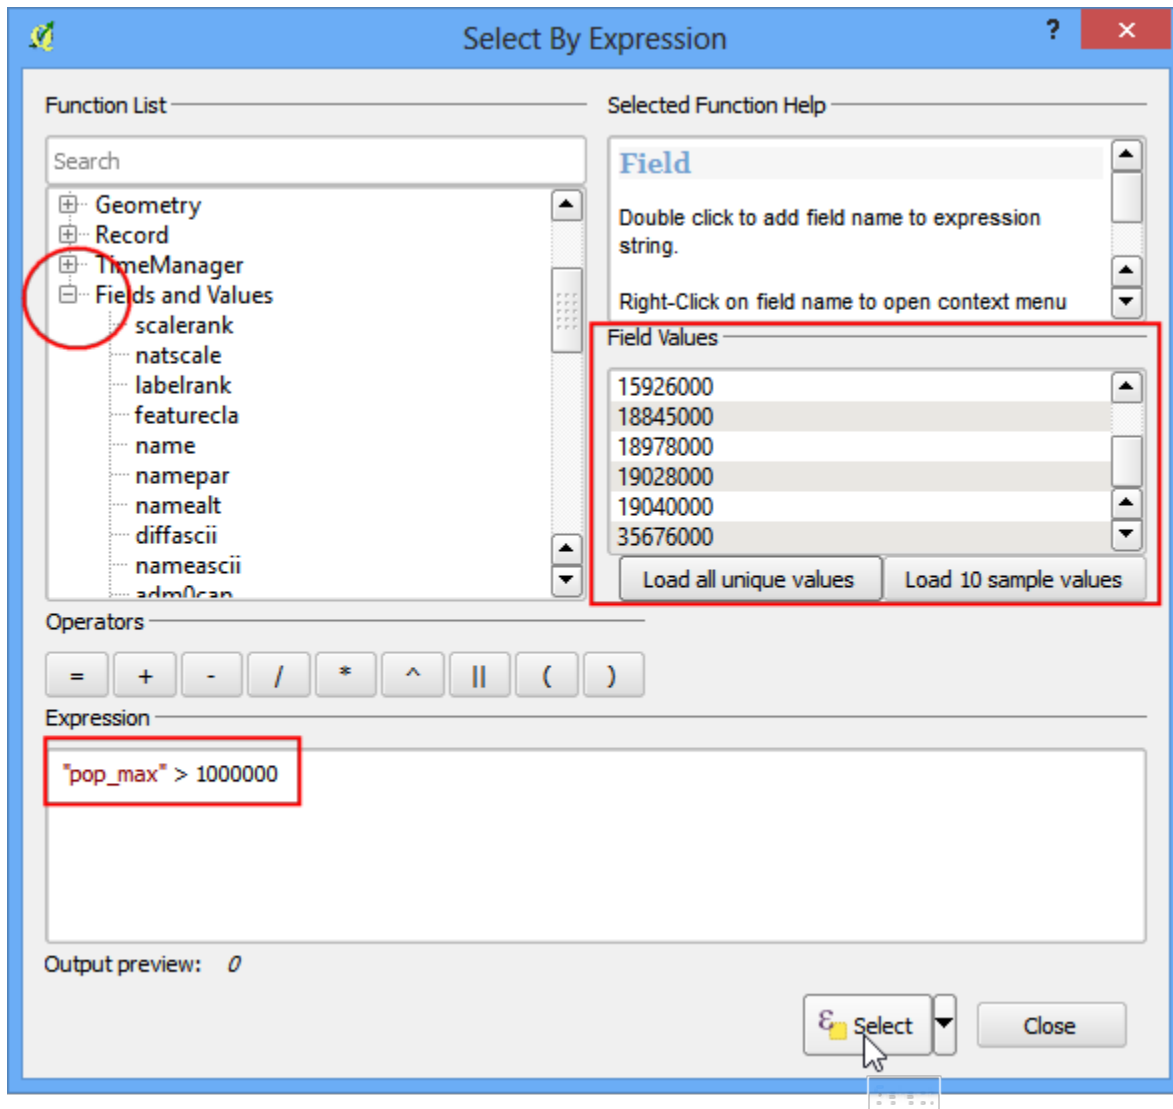 Select By Expression
?
×
Function List
Search
Geometry
Record
TimeManager
Fields and Values
scalerank
natscale
labelrank
featurecla
name
namepar
namealt
diffascii
nameascii
Selected Function Help
Field
Double click to add field name to expression
string.
Right-Click on field name to open context menu
Field Values
15926000
18845000
18978000
19028000
19040000
35676000
Load all unique values Load 10 sample values
Operators
= + - / * ^ || ( )
Expression
"pop_max" > 1000000
Output preview: 0
Select Close